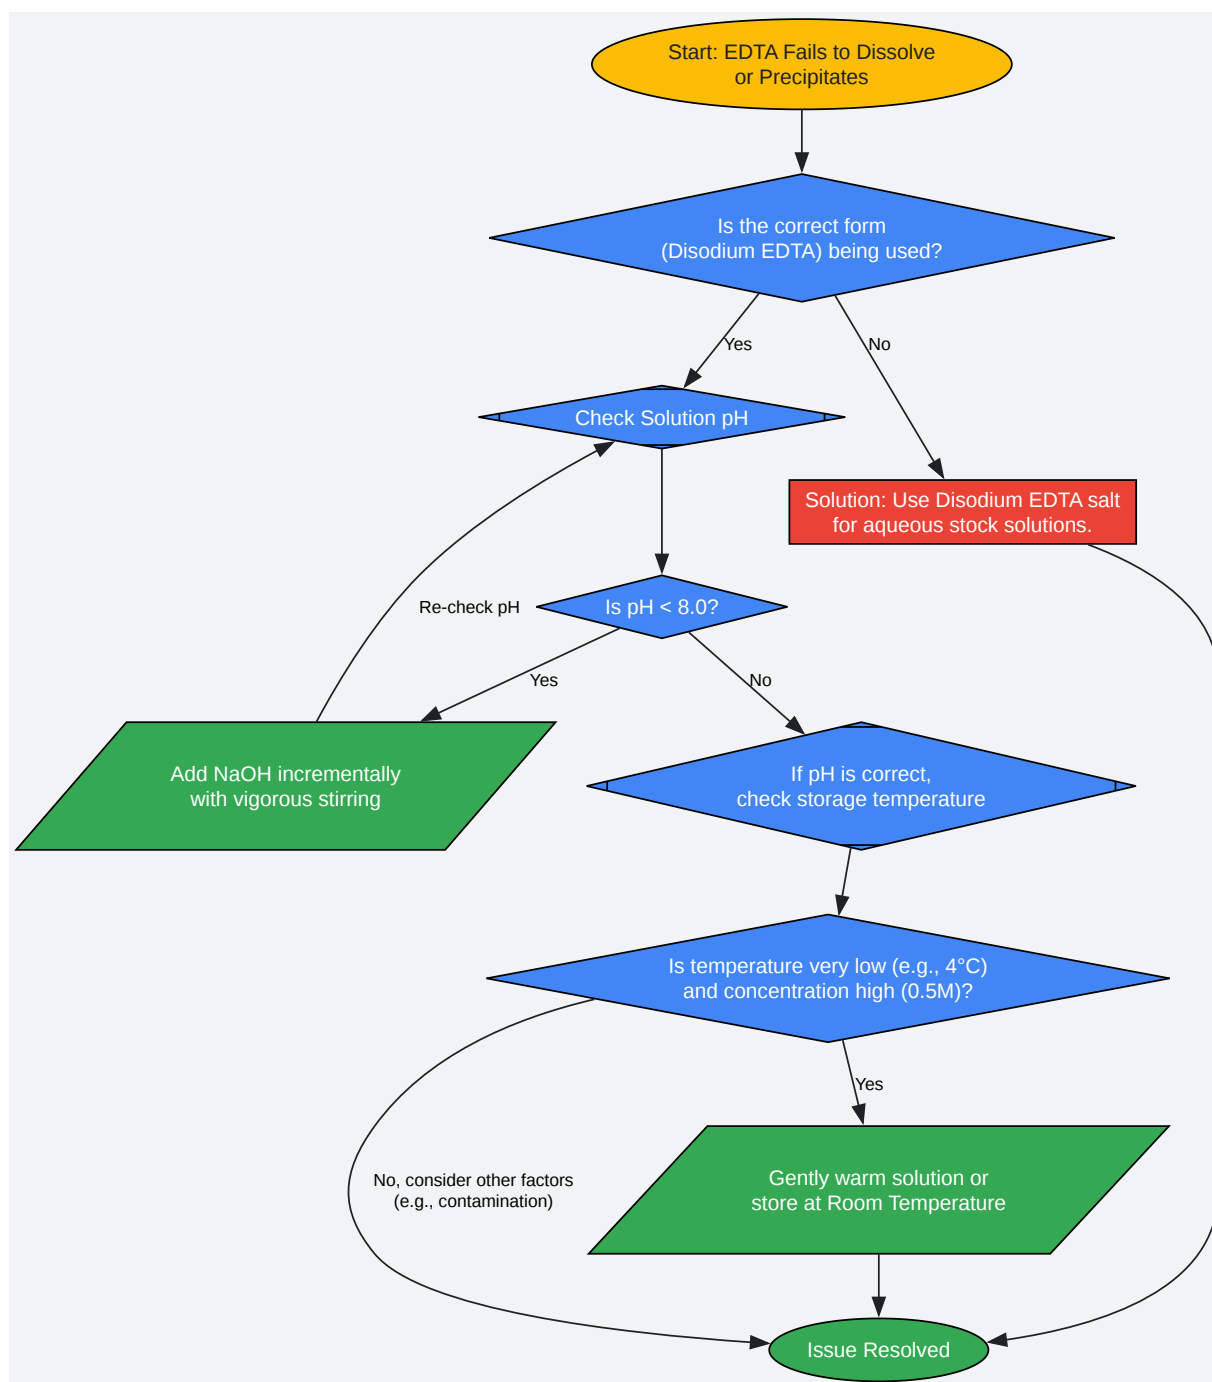 Start: EDTA Fails to Dissolve
or Precipitates
Is the correct form
(Disodium EDTA) being used?
Yes
No
Check Solution pH
Solution: Use Disodium EDTA salt
for aqueous stock solutions.
Re-check pH
Is pH < 8.0?
Yes
No
Add NaOH incrementally
with vigorous stirring
If pH is correct,
check storage temperature
Is temperature very low (e.g., 4°C)
and concentration high (0.5M)?
Yes
No, consider other factors
(e.g., contamination)
Gently warm solution or
store at Room Temperature
Issue Resolved